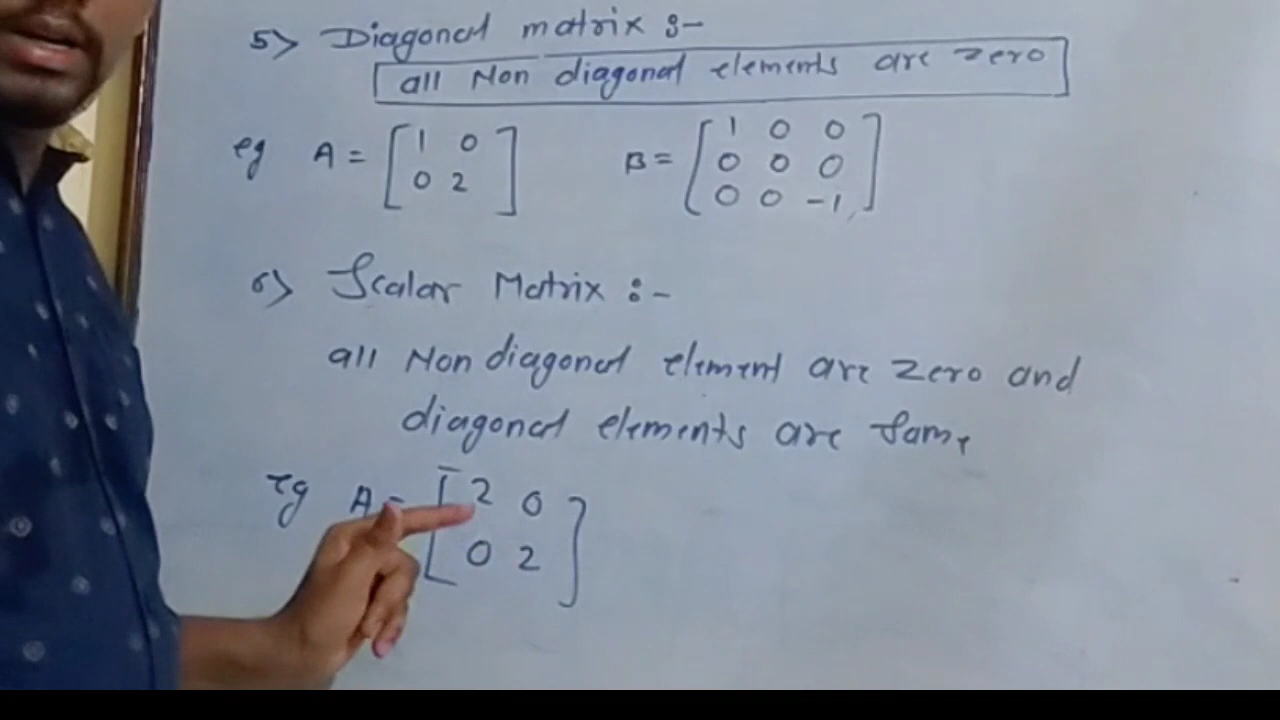 5) Diagonal matrix :-
all Non diagonal elements are zero
eg A = [ 1 0 B = [ 1 0 0
0 2 ] 0 0 0
0 0 -1 ]
6) Scalar Matrix :-
all Non diagonal element are zero and
diagonal elements are same
eg A = [ 2 0
0 2 ]